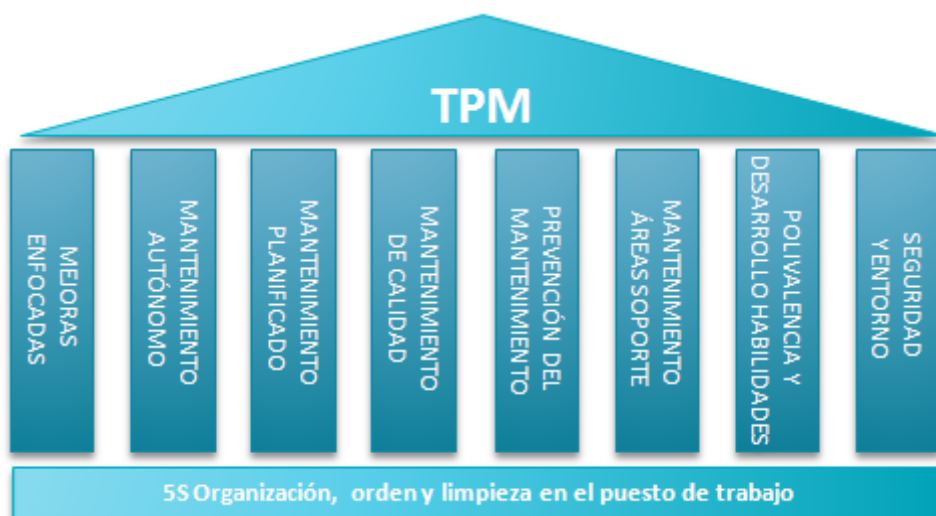 TPM
MEJORAS
ENFOCADAS
MANTENIMIENTO
AUTÓNOMO
MANTENIMIENTO
PLANIFICADO
MANTENIMIENTO
DE CALIDAD
PREVENCIÓN DEL
MANTENIMIENTO
MANTENIMIENTO
ÁREAS SOPORTE
POLIVALENCIA Y
DESARROLLO HABILIDADES
SEGURIDAD
Y ENTORNO
5S Organización, orden y limpieza en el puesto de trabajo